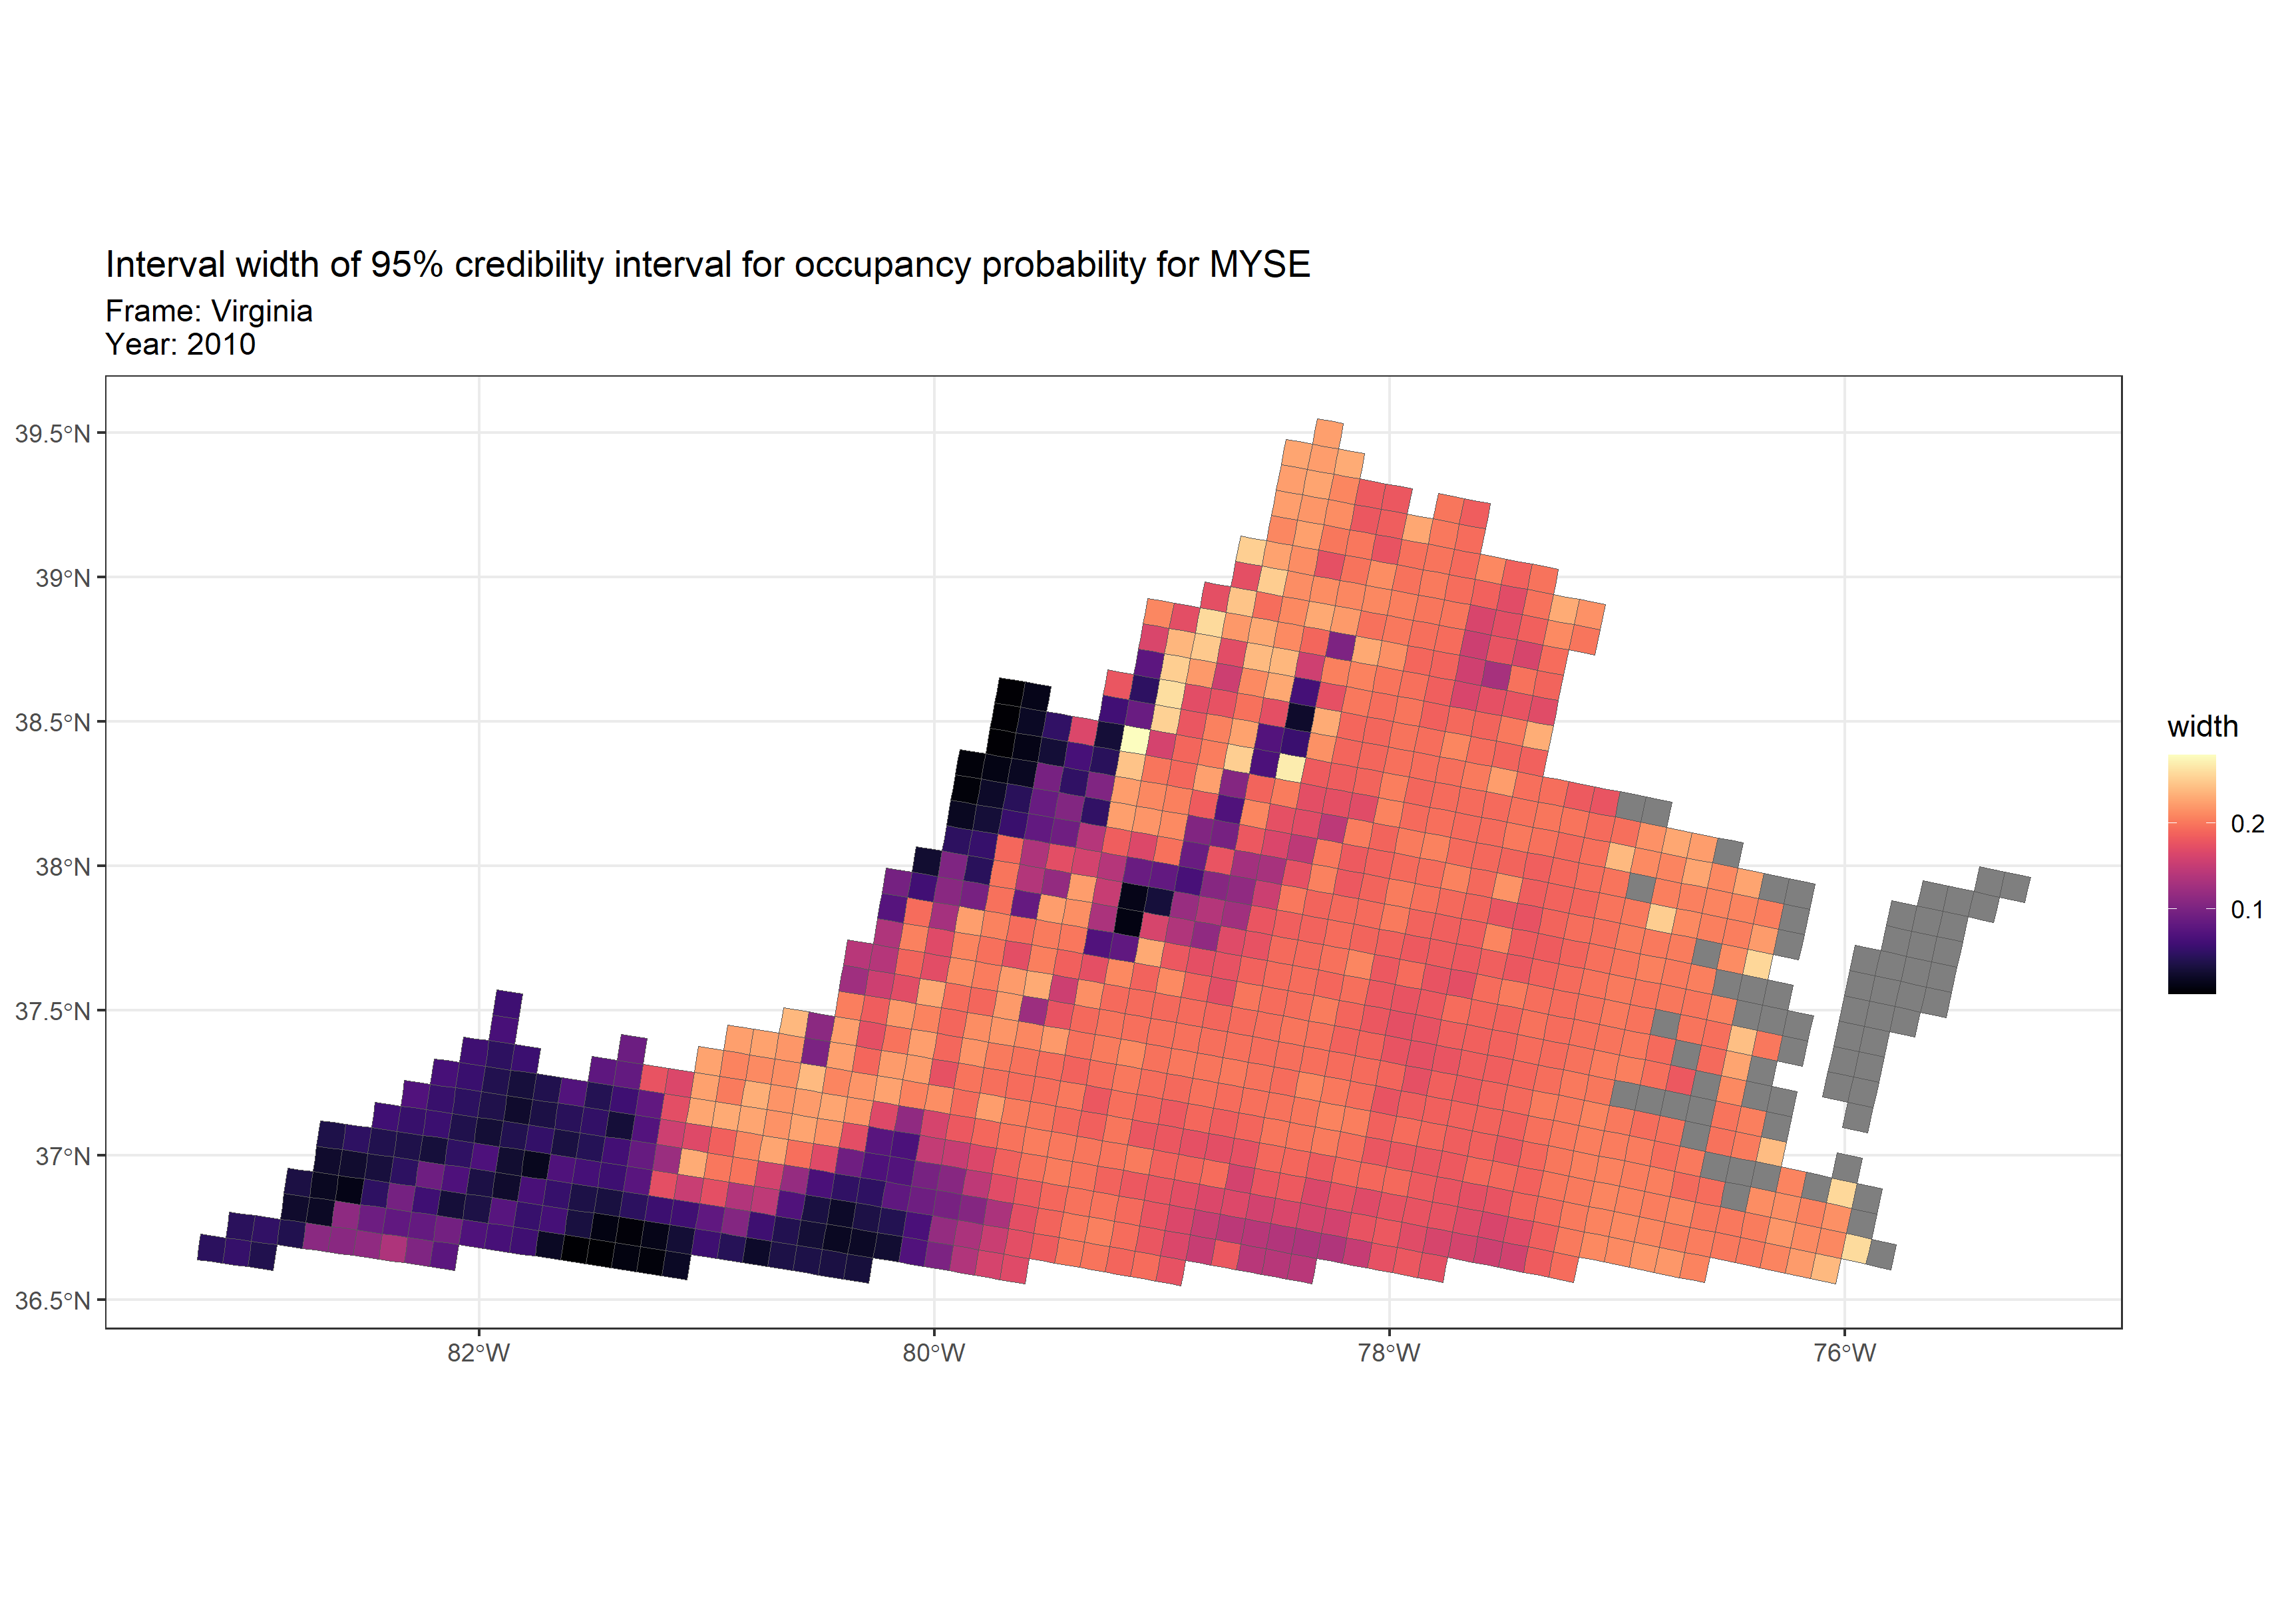 Interval width of 95% credibility interval for occupancy probability for MYSE
Frame: Virginia
Year: 2010
39.5°N
39°N
38.5°N
38°N
37.5°N
37°N
36.5°N
82°W
80°W
78°W
76°W
width
0.2
0.1